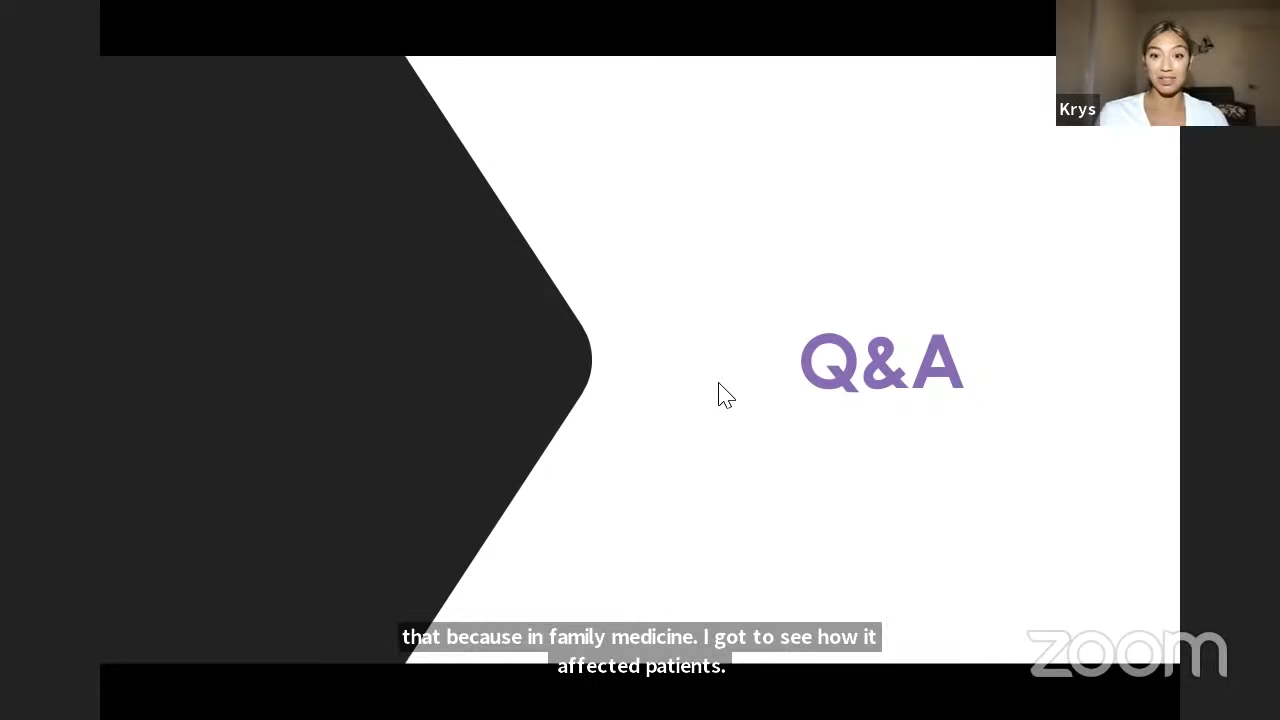 Krys
Q&A
that because in family medicine. I got to see how it
affected patients.
zoom